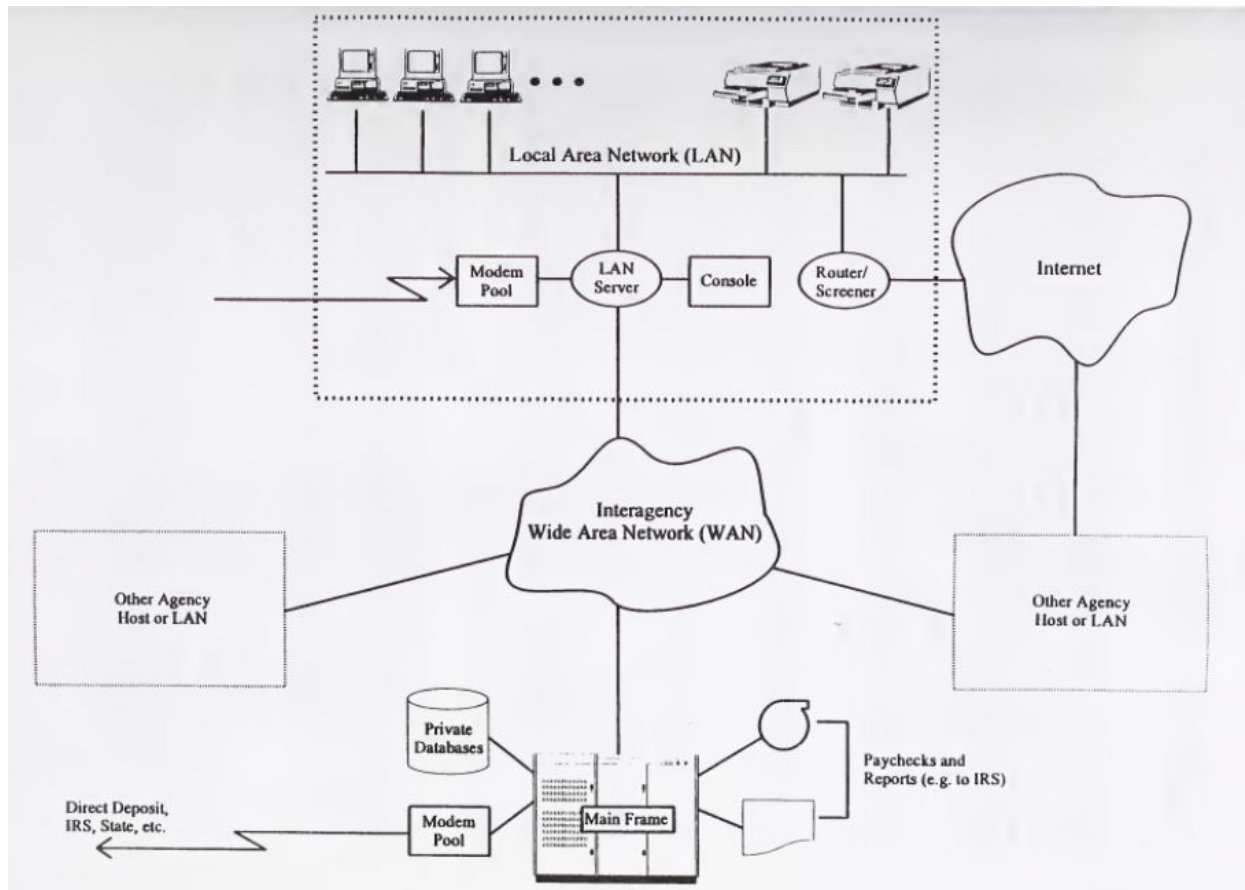 Local Area Network (LAN)
Modem
Pool
LAN
Server
Console
Router/
Screener
Internet
Interagency
Wide Area Network (WAN)
Other Agency
Host or LAN
Other Agency
Host or LAN
Private
Databases
Paychecks and
Reports (e.g. to IRS)
Direct Deposit,
IRS, State, etc.
Modem
Pool
Main Frame